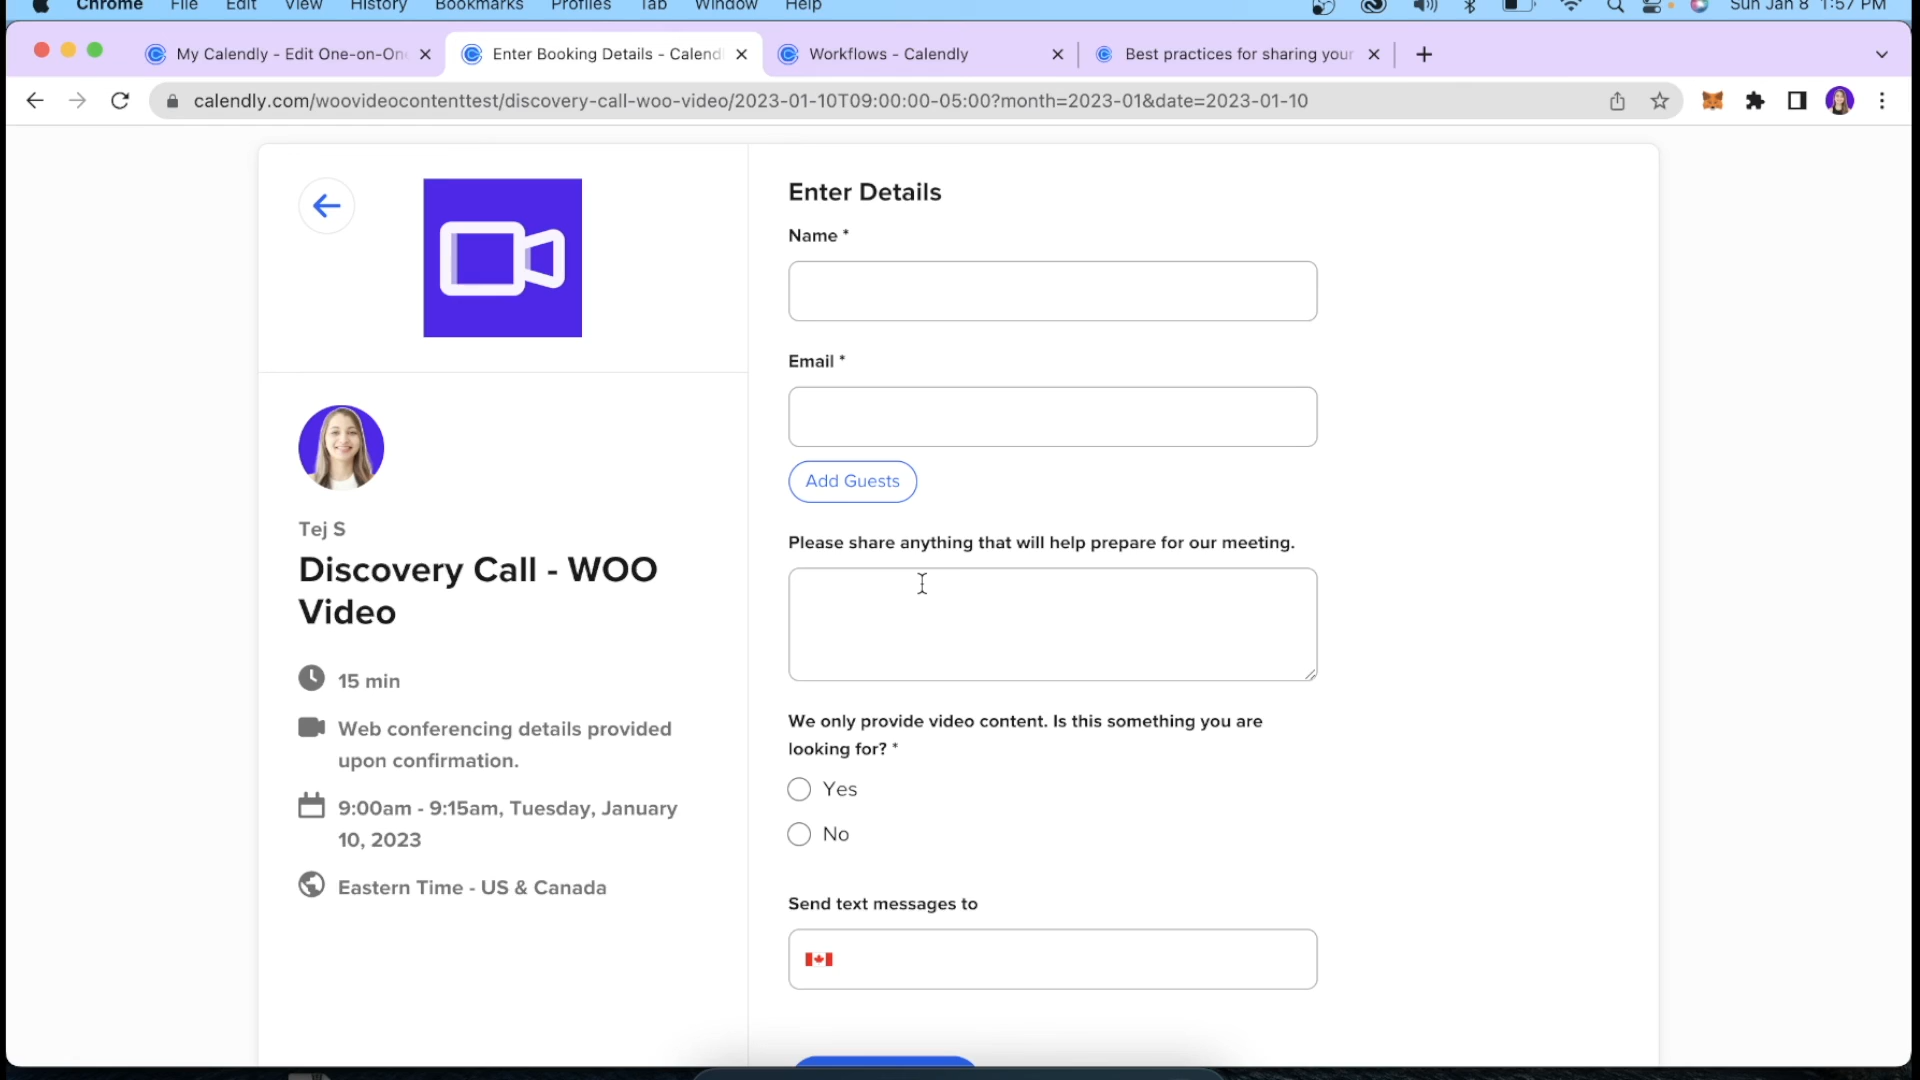 Chrome File Edit View History Bookmarks Profiles Tab Window Help Sun Jan 8 1:57 PM
My Calendly - Edit One-on-One Enter Booking Details - Calend Workflows - Calendly Best practices for sharing your
calendly.com/woovideocontenttest/discovery-call-woo-video/2023-01-10T09:00:00-05:00?month=2023-01&date=2023-01-10
Tej S
Discovery Call - WOO
Video
15 min
Web conferencing details provided
upon confirmation.
9:00am - 9:15am, Tuesday, January
10, 2023
Eastern Time - US & Canada
Enter Details
Name *
Email *
Add Guests
Please share anything that will help prepare for our meeting.
We only provide video content. Is this something you are
looking for? *
Yes
No
Send text messages to